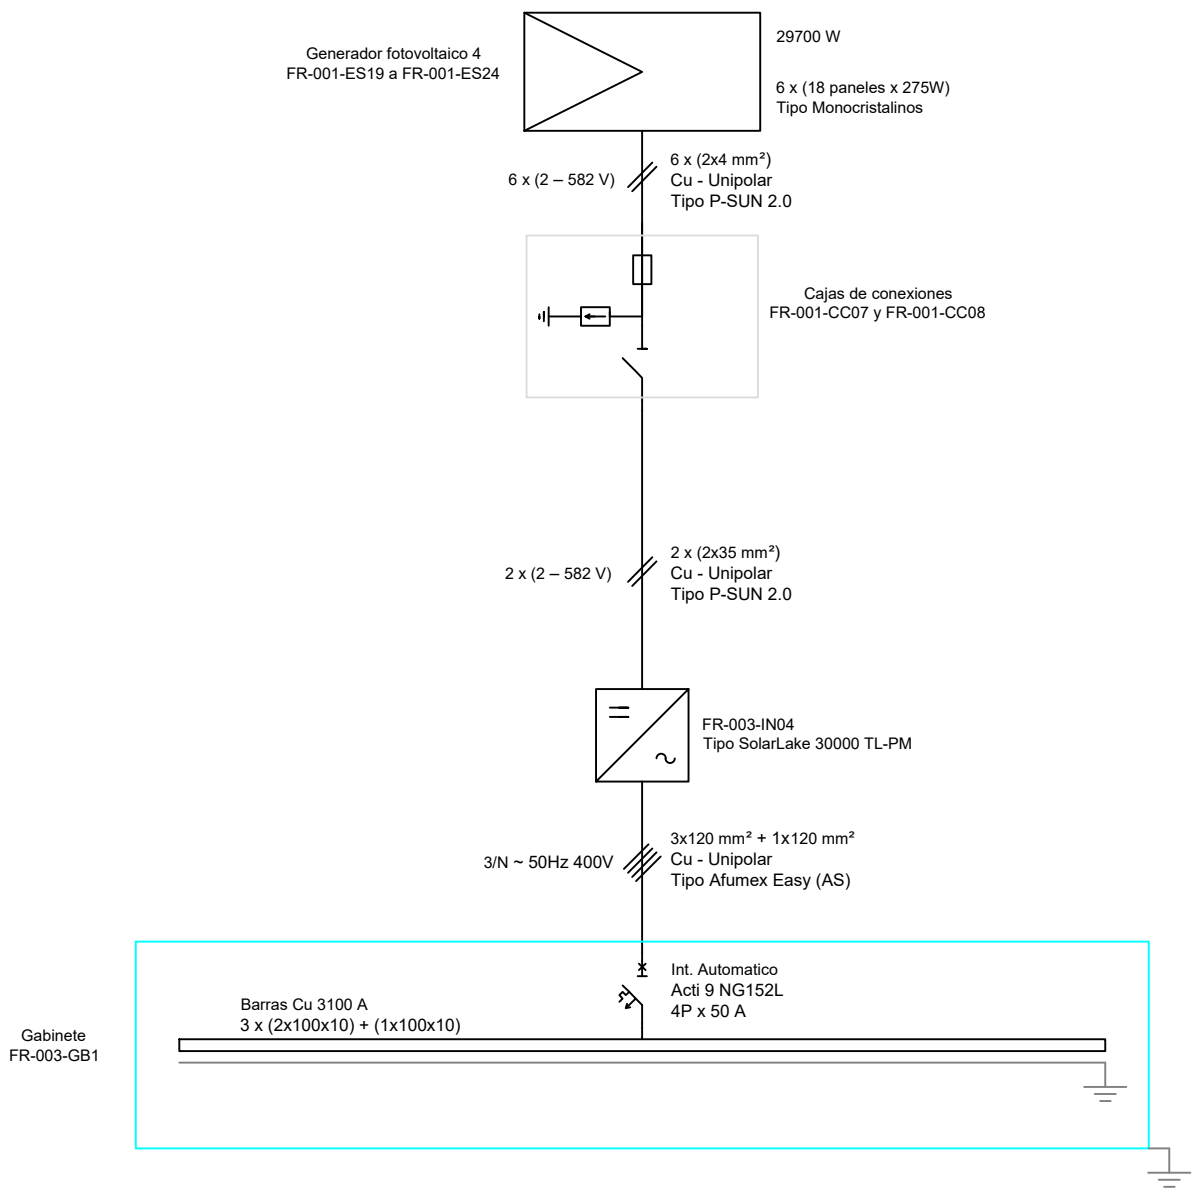 Generador fotovoltaico 4
FR-001-ES19 a FR-001-ES24
29700 W
6 x (18 paneles x 275W)
Tipo Monocristalinos
6 x (2 – 582 V)
6 x (2x4 mm²)
Cu - Unipolar
Tipo P-SUN 2.0
Cajas de conexiones
FR-001-CC07 y FR-001-CC08
2 x (2 – 582 V)
2 x (2x35 mm²)
Cu - Unipolar
Tipo P-SUN 2.0
FR-003-IN04
Tipo SolarLake 30000 TL-PM
3/N ~ 50Hz 400V
3x120 mm² + 1x120 mm²
Cu - Unipolar
Tipo Afumex Easy (AS)
Int. Automatico
Acti 9 NG152L
4P x 50 A
Barras Cu 3100 A
3 x (2x100x10) + (1x100x10)
Gabinete
FR-003-GB1